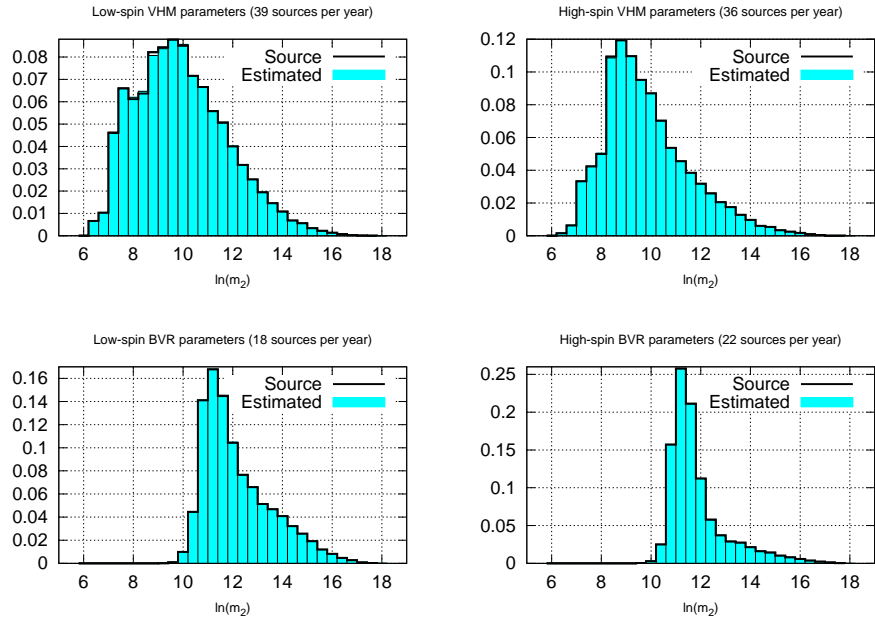 Low-spin VHM parameters (39 sources per year)
0.08
0.07
0.06
0.05
0.04
0.03
0.02
0.01
0
Source
Estimated
6 8 10 12 14 16 18
ln(m2)
High-spin VHM parameters (36 sources per year)
0.12
0.1
0.08
0.06
0.04
0.02
0
Source
Estimated
6 8 10 12 14 16 18
ln(m2)
Low-spin BVR parameters (18 sources per year)
0.16
0.14
0.12
0.1
0.08
0.06
0.04
0.02
0
Source
Estimated
6 8 10 12 14 16 18
ln(m2)
High-spin BVR parameters (22 sources per year)
0.25
0.2
0.15
0.1
0.05
0
Source
Estimated
6 8 10 12 14 16 18
ln(m2)